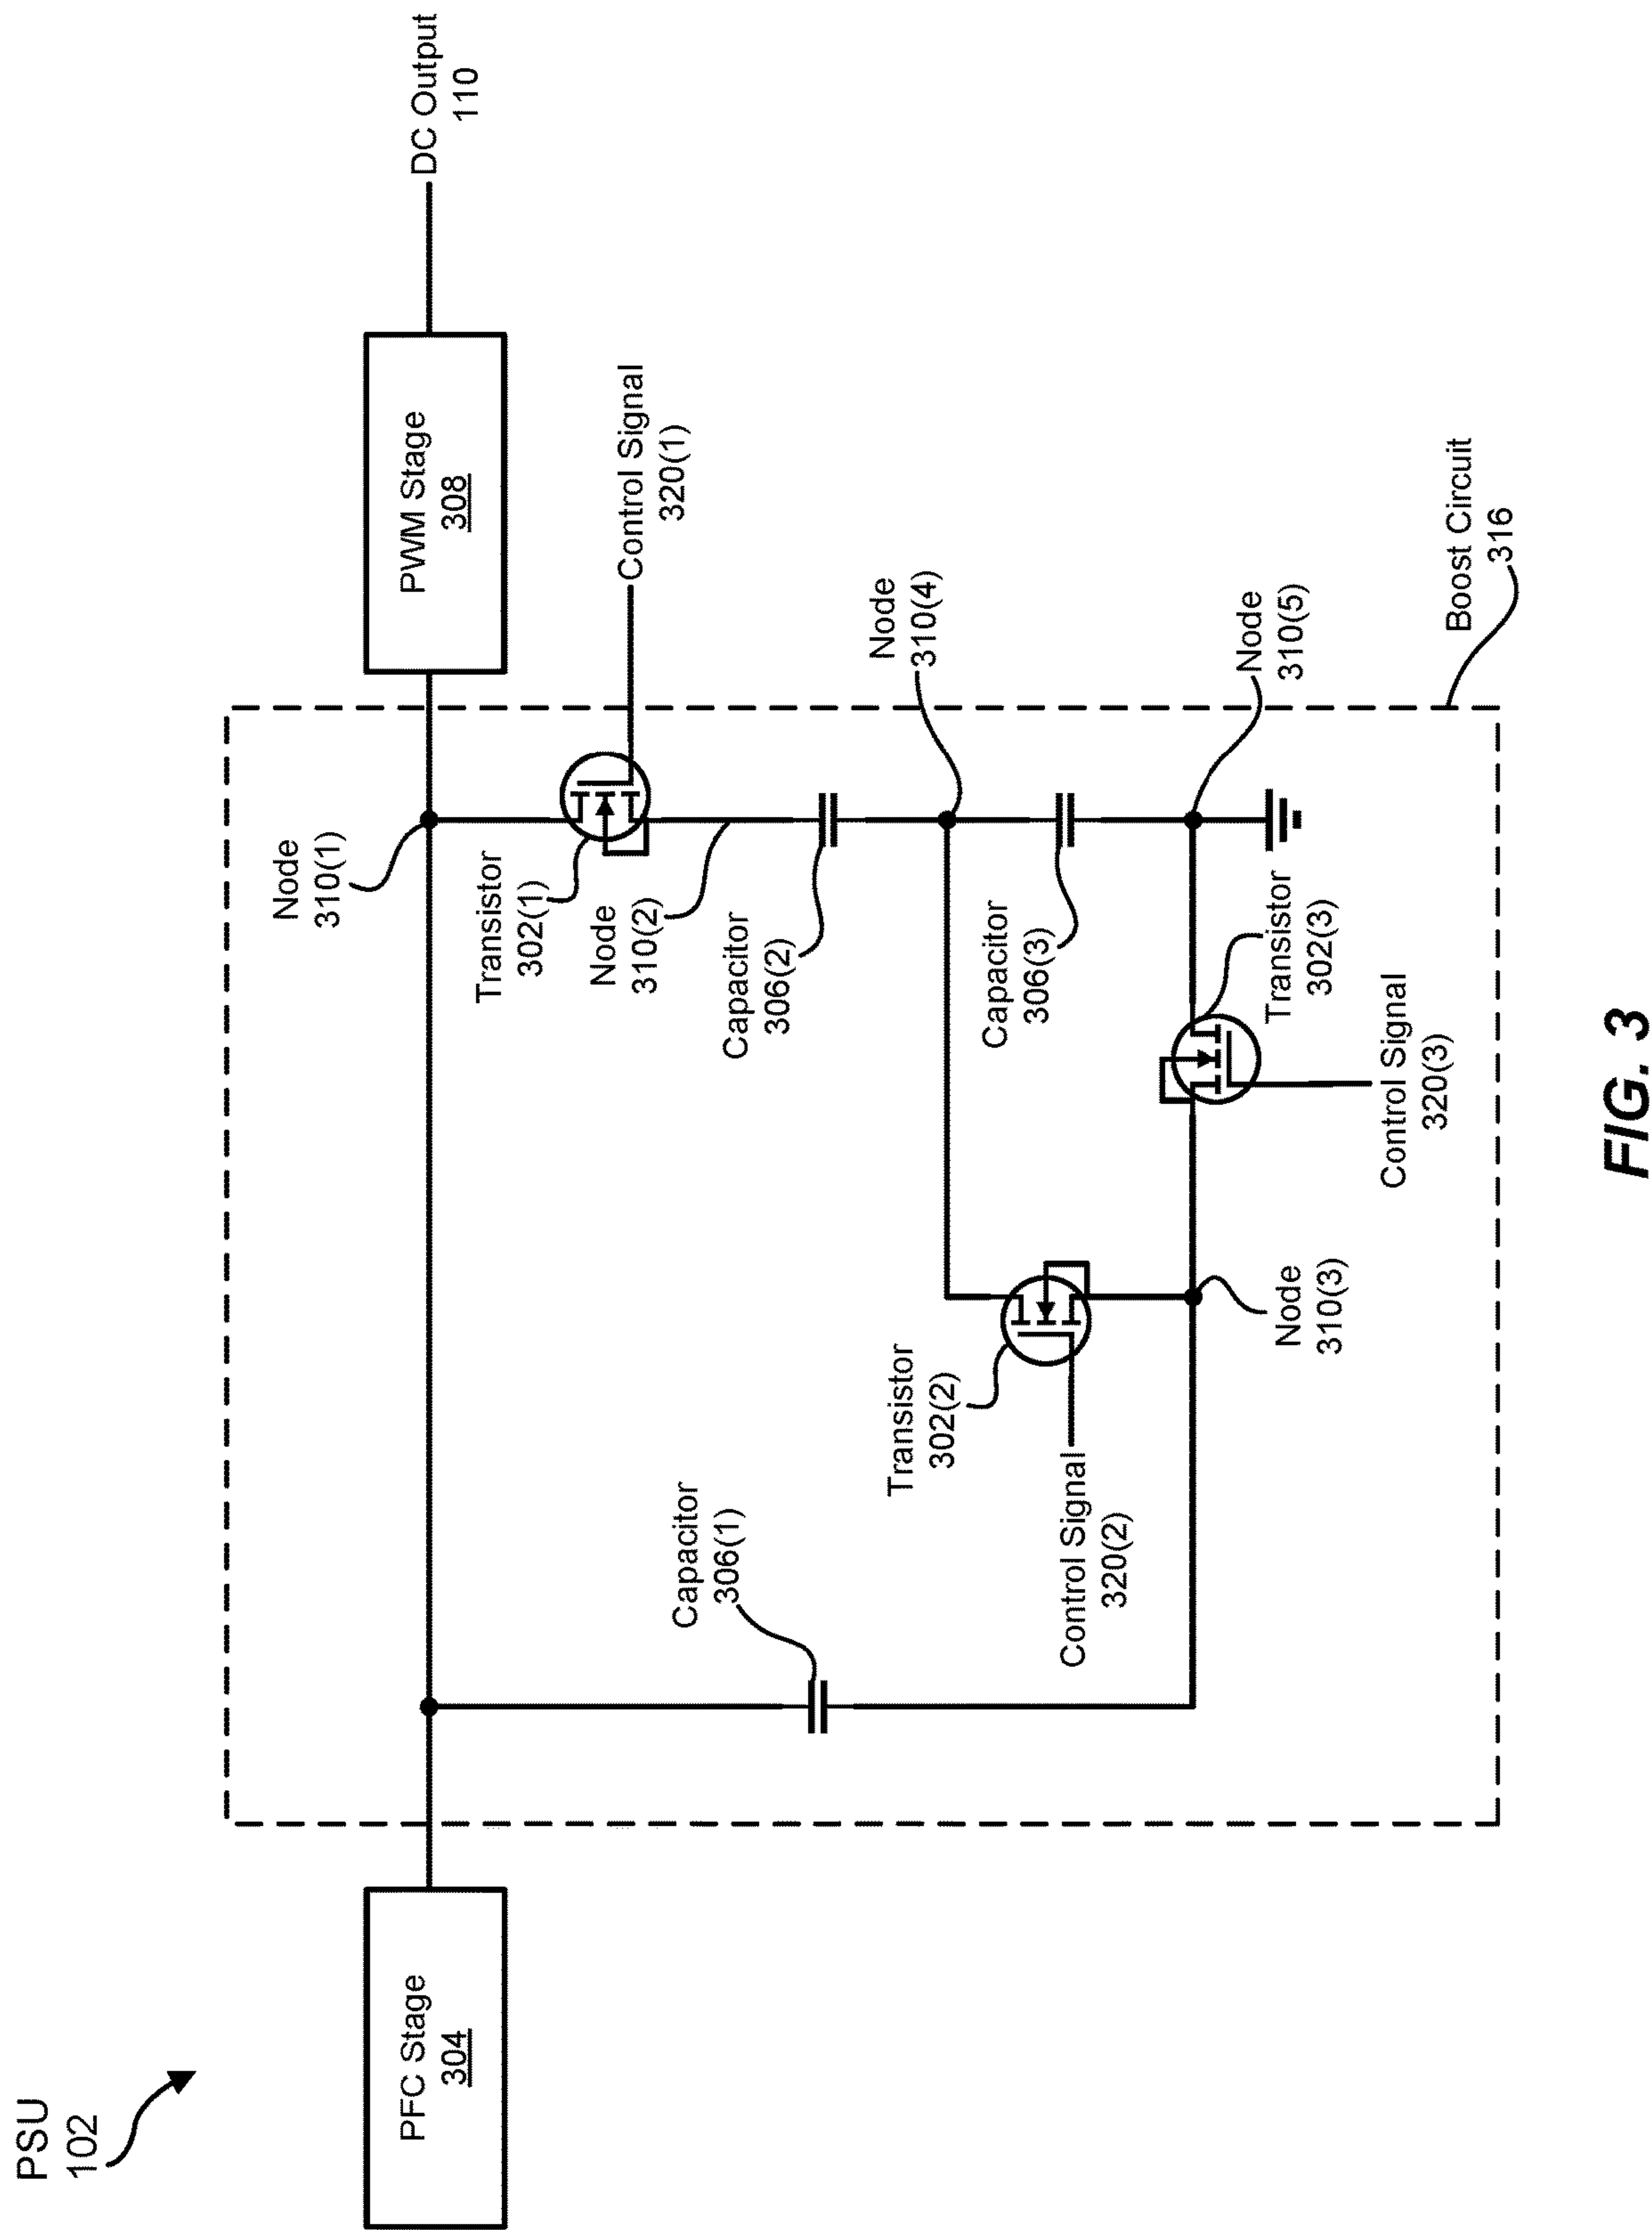 PSU
102
PFC Stage
304
PWM Stage
308
DC Output
110
Node
310(1)
Transistor
302(1)
Control Signal
320(1)
Node
310(2)
Capacitor
306(1)
Capacitor
306(2)
Node
310(4)
Transistor
302(2)
Capacitor
306(3)
Control Signal
320(2)
Node
310(5)
Node
310(3)
Transistor
302(3)
Control Signal
320(3)
Boost Circuit
316
FIG. 3